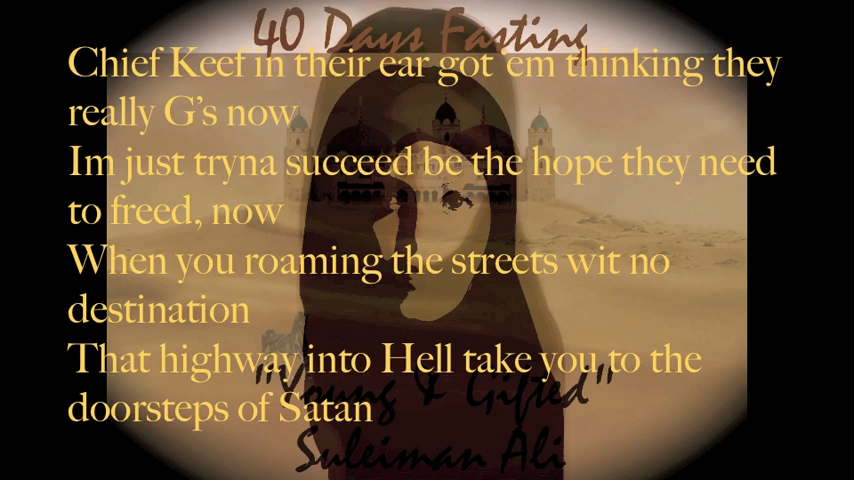 40 Days Fasting
Chief Keef in their ear got 'em thinking they
really G's now
Im just tryna succeed be the hope they need
to freed, now
When you roaming the streets wit no
destination
That highway into Hell take you to the
doorsteps of Satan
"Young & Gifted"
Suleiman Ali